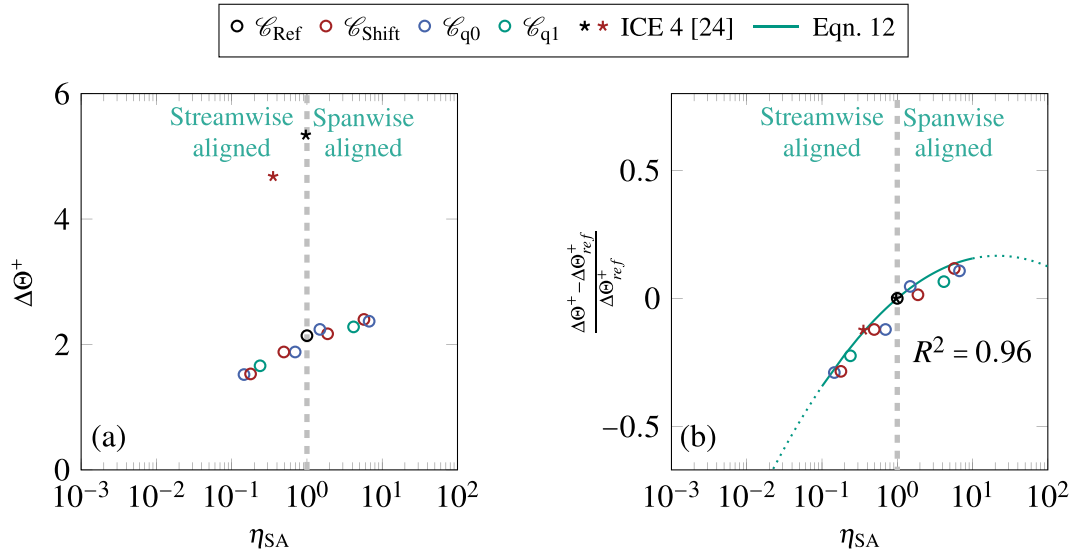 𝒞Ref 𝒞Shift 𝒞q0 𝒞q1 ICE 4 [24] Eqn. 12
Streamwise aligned
Spanwise aligned
(a)
ΔΘ⁺
6
4
2
0
10⁻³ 10⁻² 10⁻¹ 10⁰ 10¹ 10²
ηSA
Streamwise aligned
Spanwise aligned
R² = 0.96
(b)
ΔΘ⁺ − ΔΘ⁺ref
ΔΘ⁺ref
0.5
0
−0.5
10⁻³ 10⁻² 10⁻¹ 10⁰ 10¹ 10²
ηSA